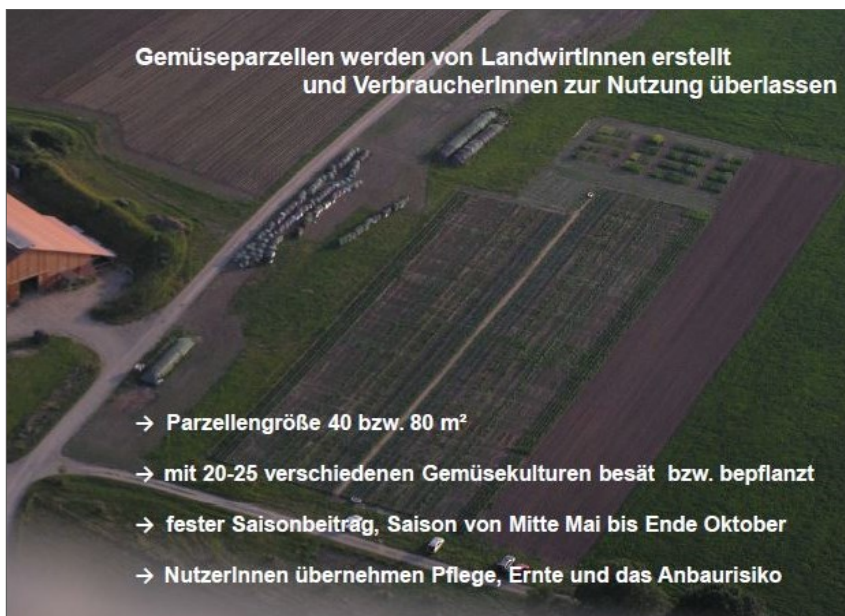 Gemüseparzellen werden von LandwirtInnen erstellt
und VerbraucherInnen zur Nutzung überlassen
→ Parzellengröße 40 bzw. 80 m²
→ mit 20-25 verschiedenen Gemüsekulturen besät bzw. bepflanzt
→ fester Saisonbeitrag, Saison von Mitte Mai bis Ende Oktober
→ NutzerInnen übernehmen Pflege, Ernte und das Anbaurisiko